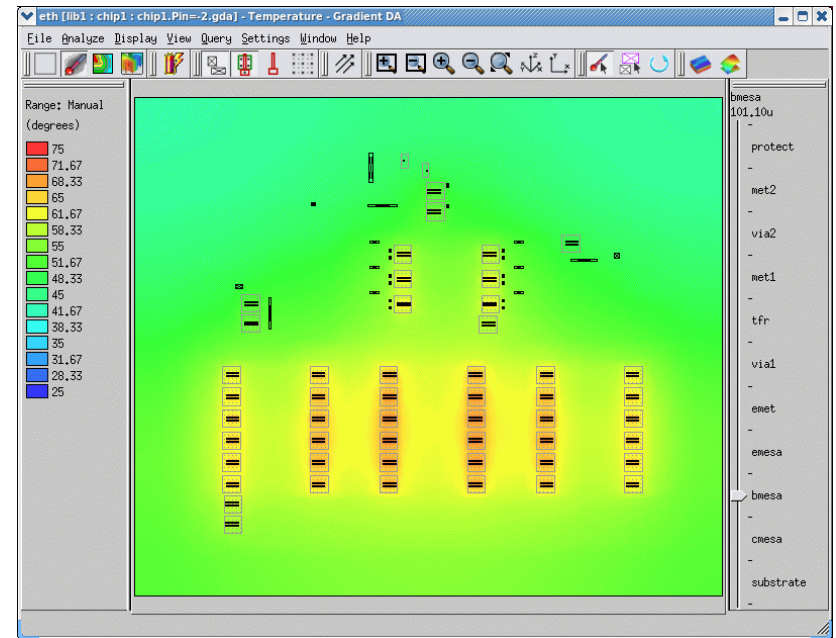 eth [lib1 : chip1 : chip1.Pin=-2.gda] - Temperature - Gradient DA
File Analyze Display View Query Settings Window Help
Range: Manual
(degrees)
75
71.67
68.33
65
61.67
58.33
55
51.67
48.33
45
41.67
38.33
35
31.67
28.33
25
bmesa
101.10u
protect
met2
via2
met1
tfr
via1
emet
emesa
bmesa
cmesa
substrate